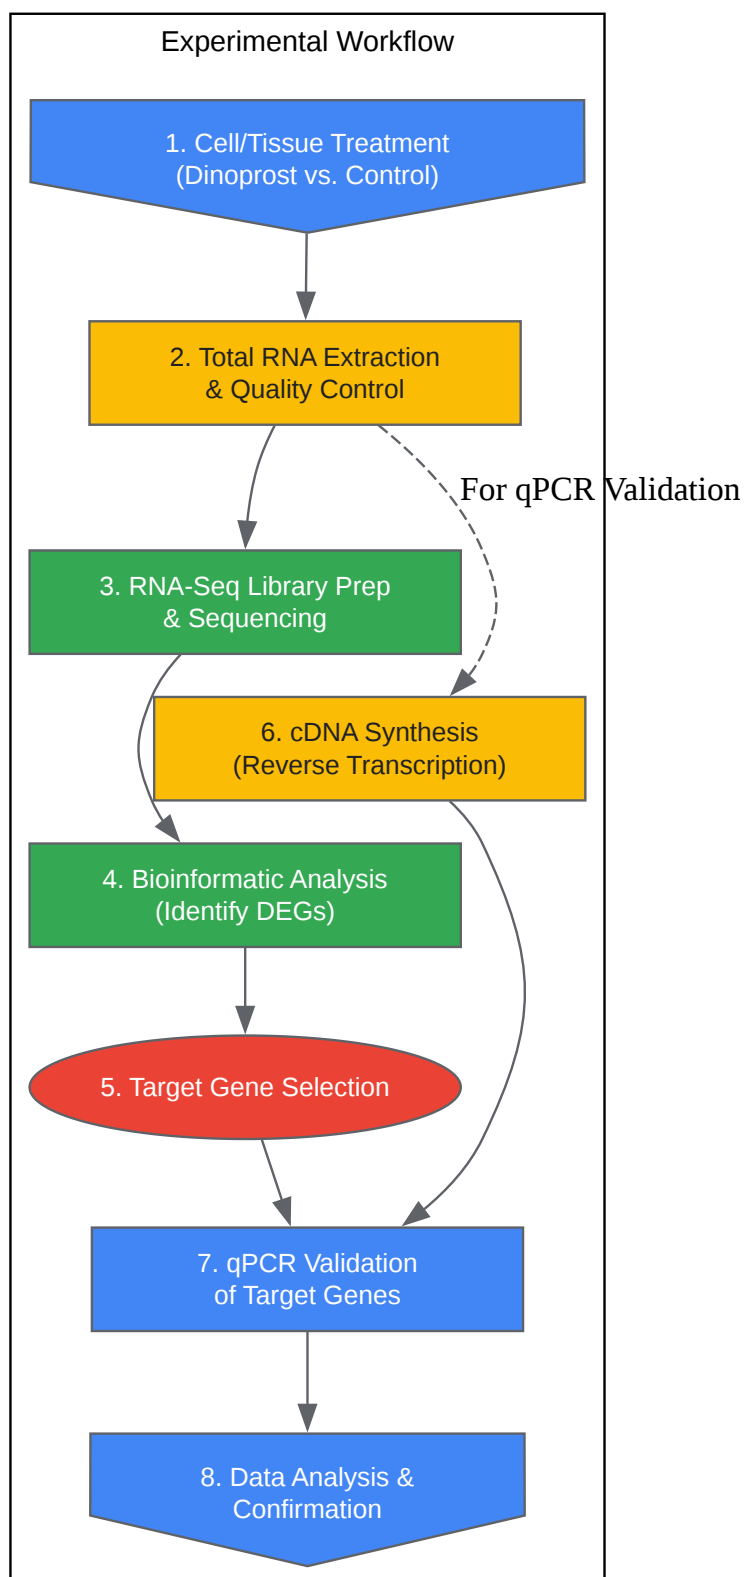 Experimental Workflow
1. Cell/Tissue Treatment
(Dinoprost vs. Control)
2. Total RNA Extraction
& Quality Control
For qPCR Validation
3. RNA-Seq Library Prep
& Sequencing
6. cDNA Synthesis
(Reverse Transcription)
4. Bioinformatic Analysis
(Identify DEGs)
5. Target Gene Selection
7. qPCR Validation
of Target Genes
8. Data Analysis &
Confirmation